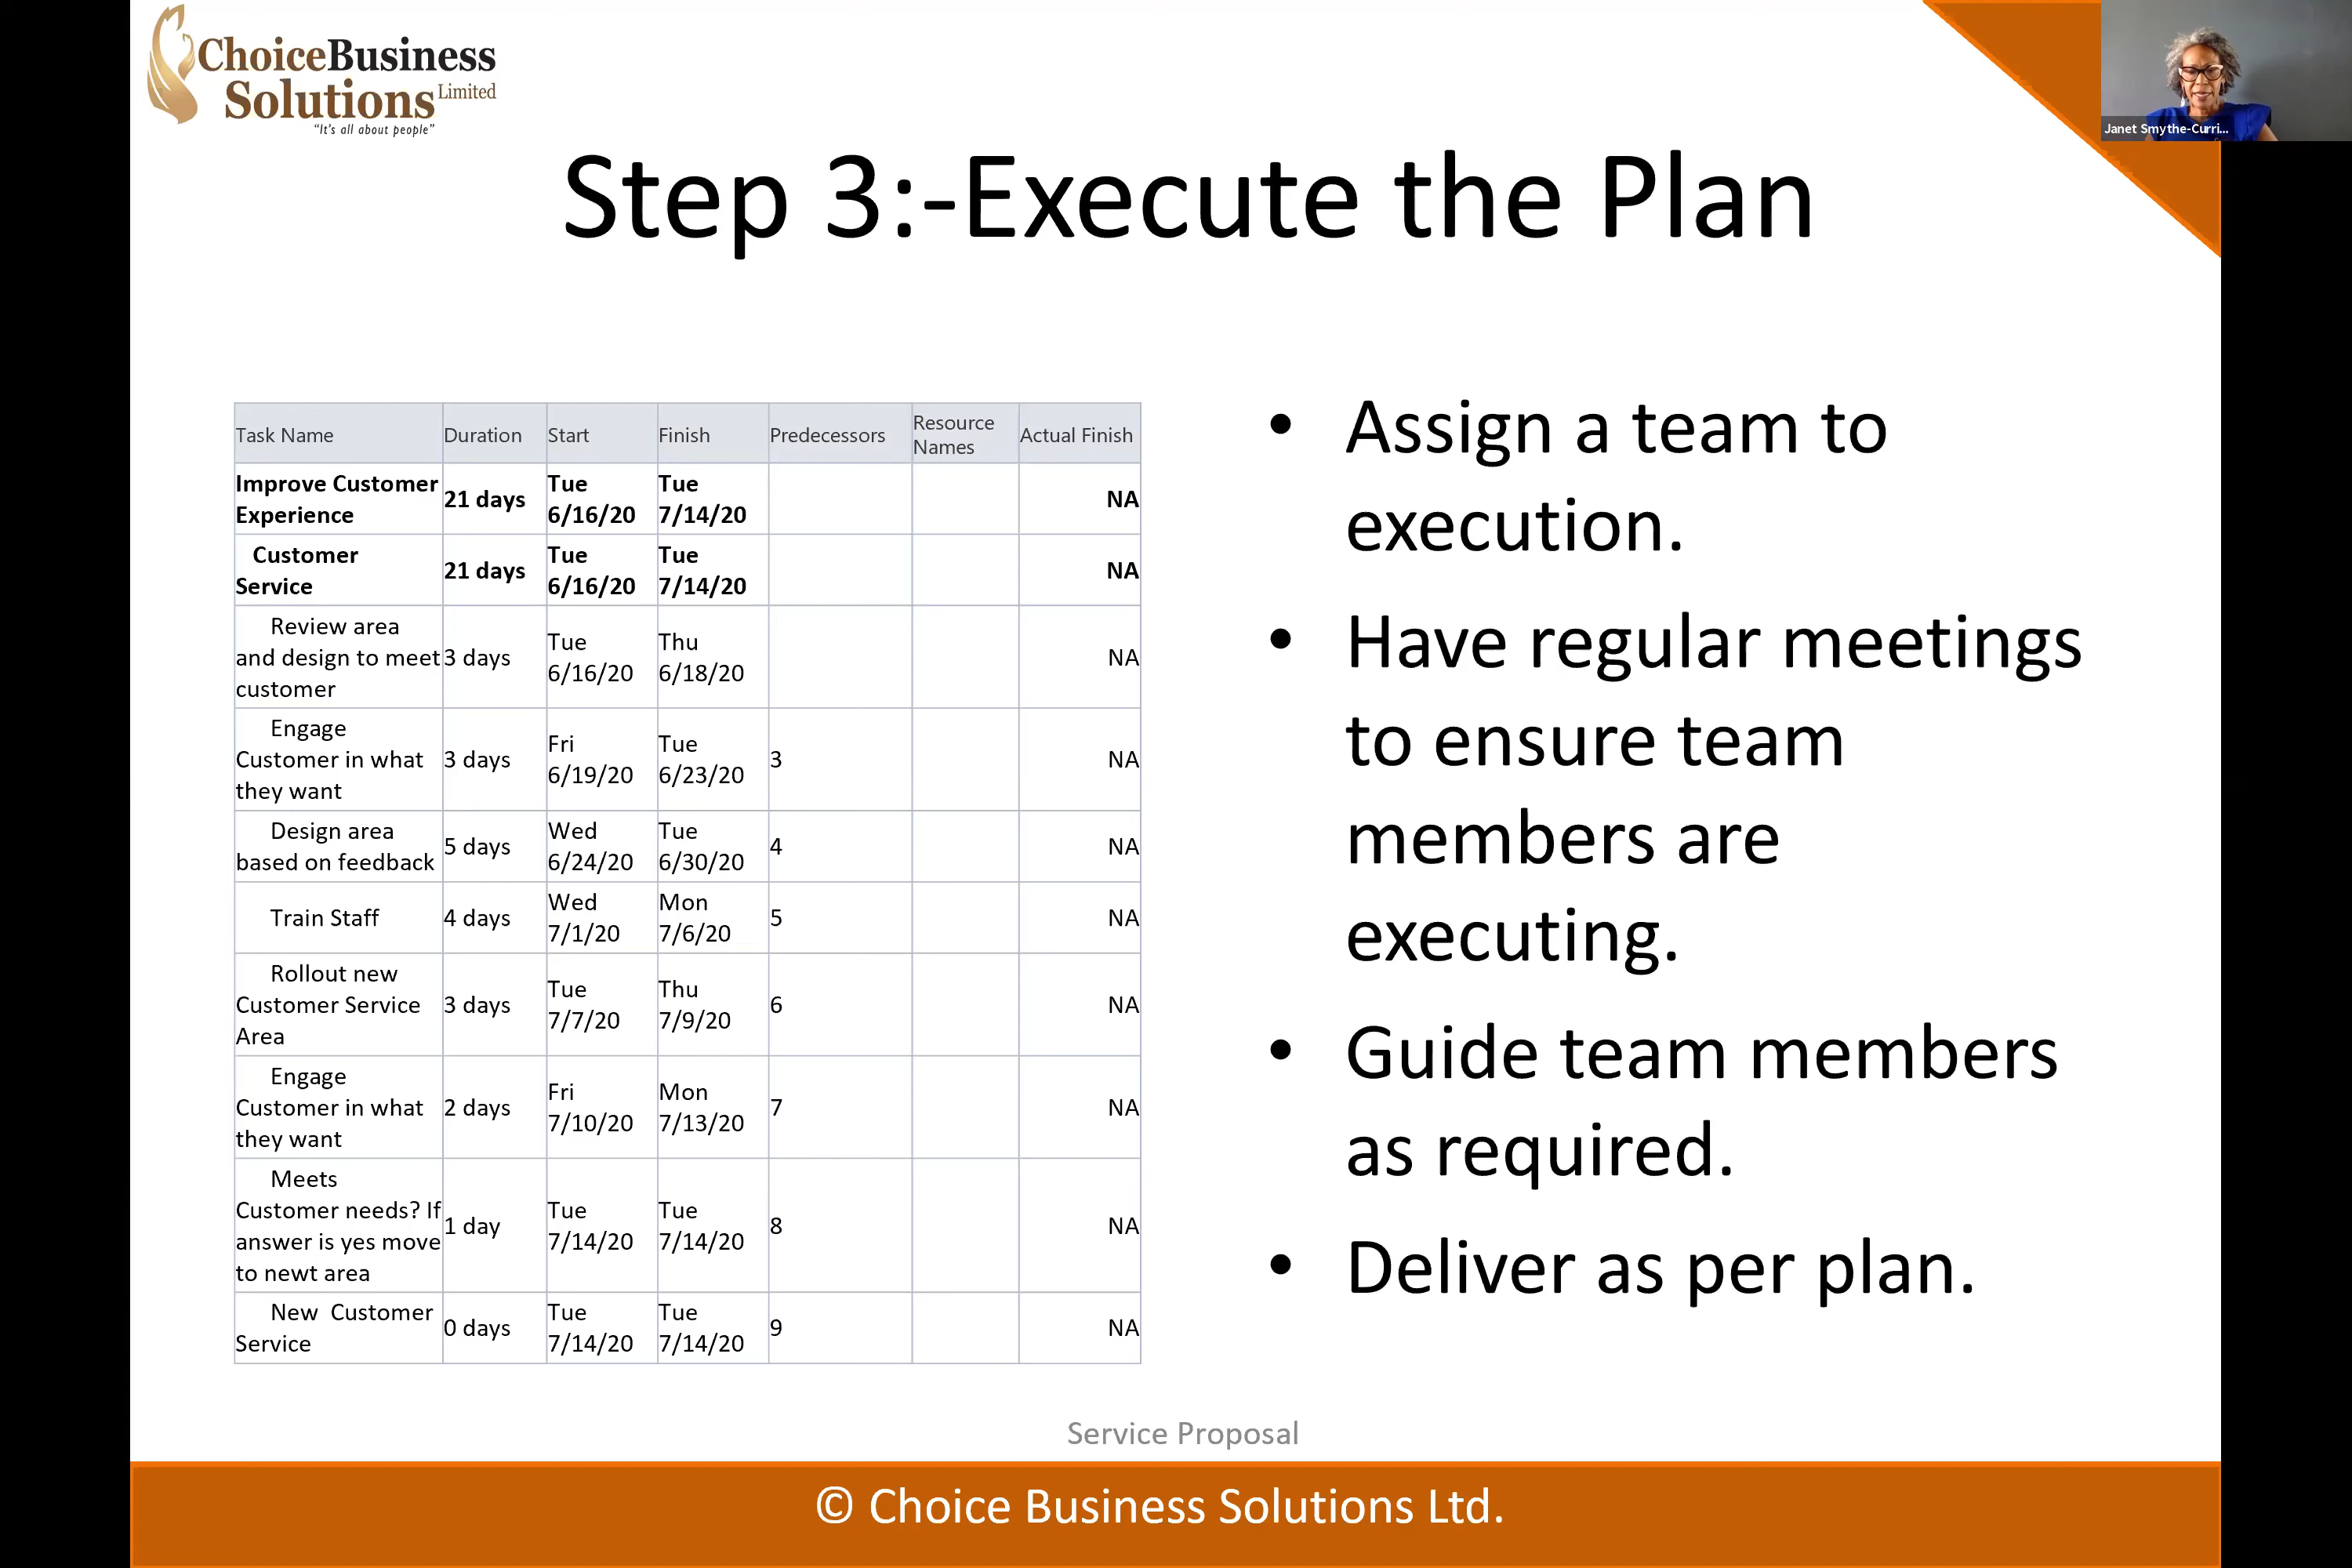 ChoiceBusiness
Solutions Limited
"It's all about people"
Janet Smythe-Curri...
Step 3:-Execute the Plan
Task Name Duration Start Finish Predecessors Resource Names Actual Finish
Improve Customer Experience 21 days Tue 6/16/20 Tue 7/14/20 NA
Customer Service 21 days Tue 6/16/20 Tue 7/14/20 NA
Review area and design to meet customer 3 days Tue 6/16/20 Thu 6/18/20 NA
Engage Customer in what they want 3 days Fri 6/19/20 Tue 6/23/20 3 NA
Design area based on feedback 5 days Wed 6/24/20 Tue 6/30/20 4 NA
Train Staff 4 days Wed 7/1/20 Mon 7/6/20 5 NA
Rollout new Customer Service Area 3 days Tue 7/7/20 Thu 7/9/20 6 NA
Engage Customer in what they want 2 days Fri 7/10/20 Mon 7/13/20 7 NA
Meets Customer needs? If answer is yes move to newt area 1 day Tue 7/14/20 Tue 7/14/20 8 NA
New Customer Service 0 days Tue 7/14/20 Tue 7/14/20 9 NA
• Assign a team to
execution.
• Have regular meetings
to ensure team
members are
executing.
• Guide team members
as required.
• Deliver as per plan.
Service Proposal
© Choice Business Solutions Ltd.